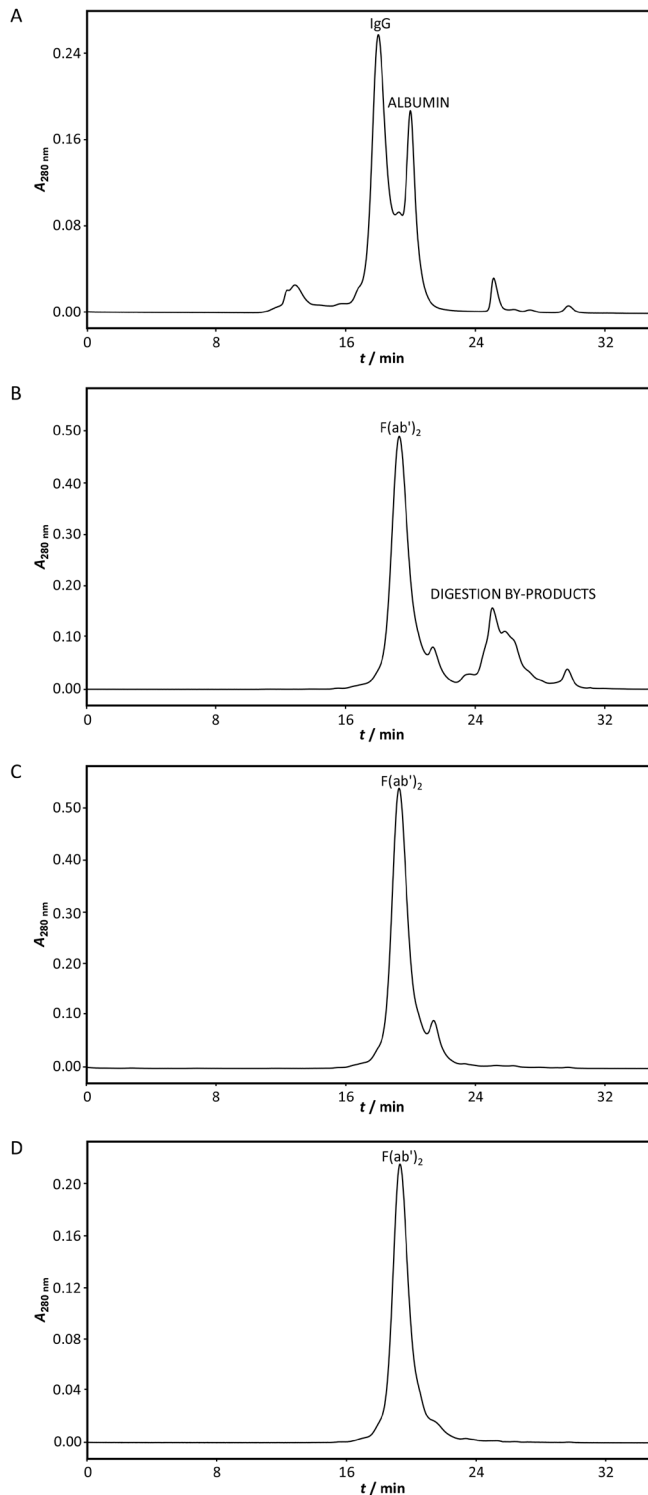 A
IgG
ALBUMIN
0.24
0.16
0.08
0.00
A280 nm
0 8 16 24 32
t / min
B
F(ab')2
DIGESTION BY-PRODUCTS
0.50
0.40
0.30
0.20
0.10
0.00
A280 nm
0 8 16 24 32
t / min
C
F(ab')2
0.50
0.40
0.30
0.20
0.10
0.00
A280 nm
0 8 16 24 32
t / min
D
F(ab')2
0.20
0.16
0.12
0.08
0.04
0.00
A280 nm
0 8 16 24 32
t / min